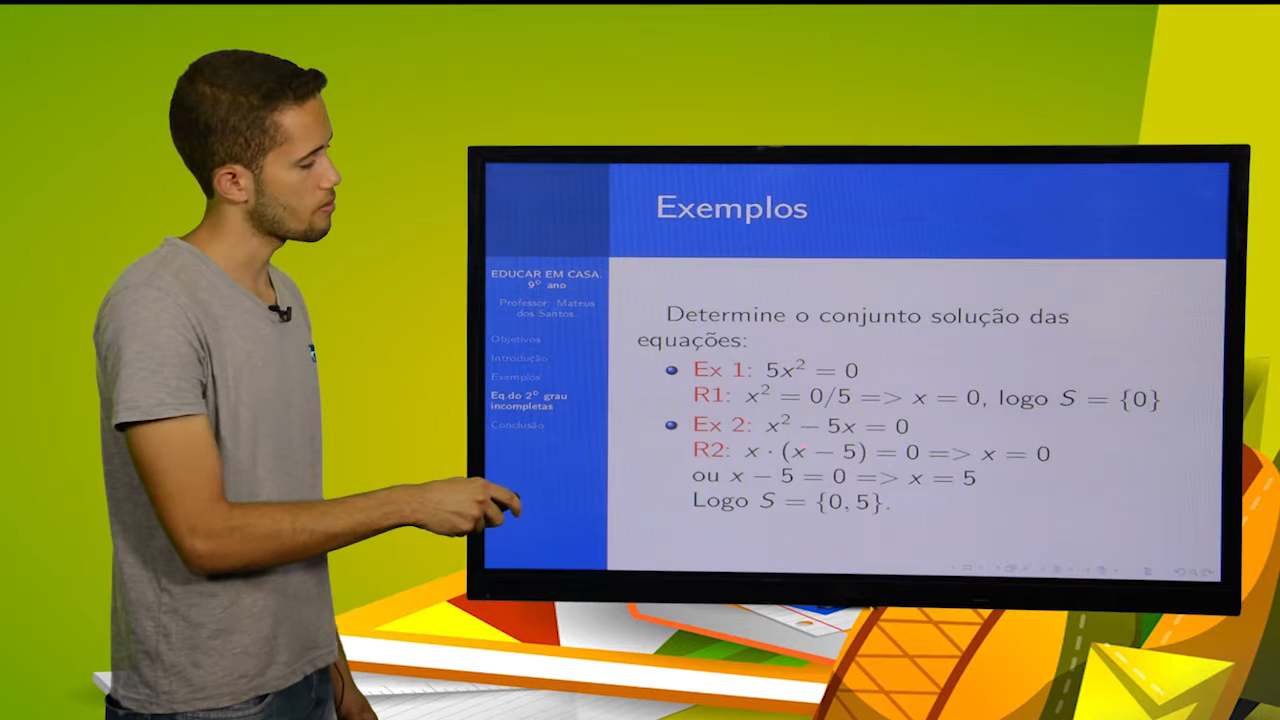 Exemplos
EDUCAR EM CASA.
9º ano
Professor: Mateus
dos Santos.
Objetivos
Introdução
Exemplos
Eq.do 2º grau
incompletas
Conclusão
Determine o conjunto solução das
equações:
Ex 1: 5x² = 0
R1: x² = 0/5 => x = 0, logo S = {0}
Ex 2: x² − 5x = 0
R2: x · (x − 5) = 0 => x = 0
ou x − 5 = 0 => x = 5
Logo S = {0, 5}.